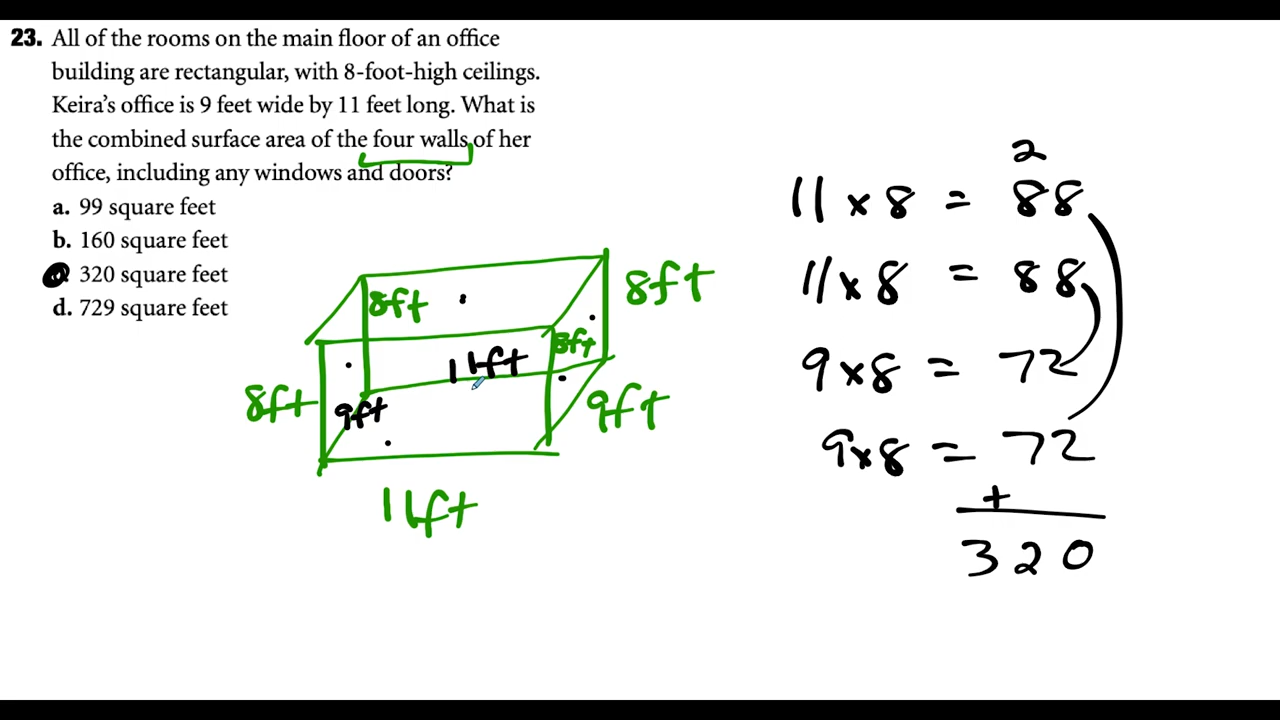 23. All of the rooms on the main floor of an office
building are rectangular, with 8-foot-high ceilings.
Keira's office is 9 feet wide by 11 feet long. What is
the combined surface area of the four walls of her
office, including any windows and doors?
a. 99 square feet
b. 160 square feet
320 square feet
d. 729 square feet
8ft
8ft
8ft
11ft
8ft
9ft
9ft
11ft
2
11 x 8 = 88
11 x 8 = 88
9 x 8 = 72
9 x 8 = 72
+
320